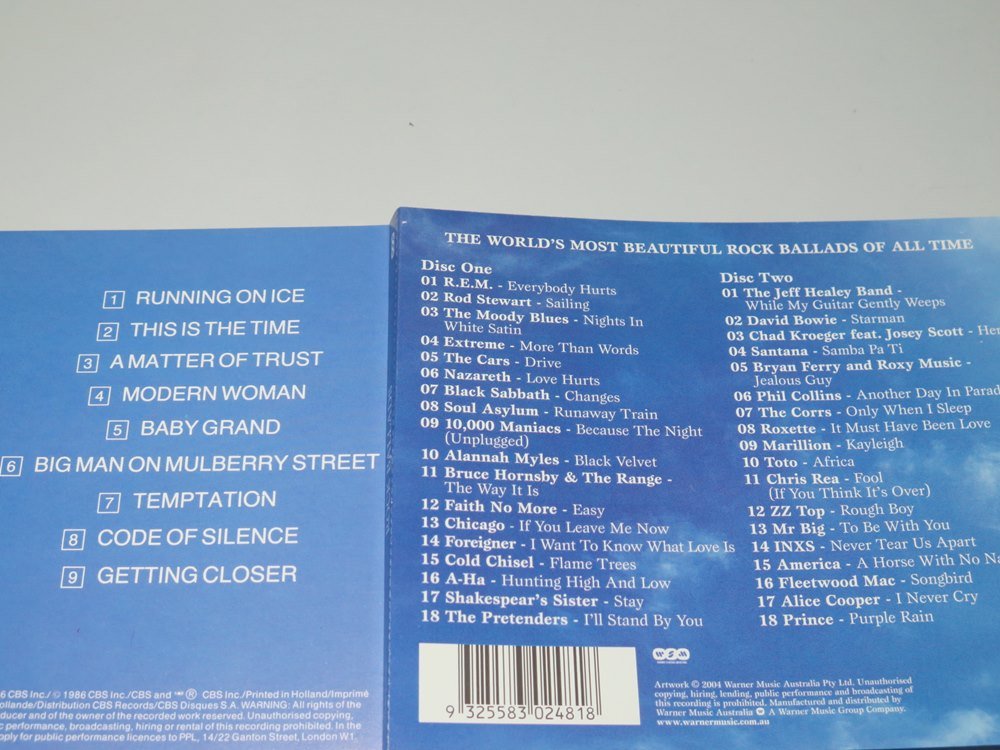 1 RUNNING ON ICE
2 THIS IS THE TIME
3 A MATTER OF TRUST
4 MODERN WOMAN
5 BABY GRAND
6 BIG MAN ON MULBERRY STREET
7 TEMPTATION
8 CODE OF SILENCE
9 GETTING CLOSER
CBS Inc./ ℗ 1986 CBS Inc./CBS and ® CBS Inc./Printed in Holland/Imprimé
Hollande/Distribution CBS Records/CBS Disques S.A. WARNING: All rights of the
and of the owner of the recorded work reserved. Unauthorised copying,
performance, broadcasting, hiring or rental of this recording prohibited. In the
for public performance licences to PPL, 14/22 Ganton Street, London W1.
THE WORLD'S MOST BEAUTIFUL ROCK BALLADS OF ALL TIME
Disc One
01 R.E.M. - Everybody Hurts
02 Rod Stewart - Sailing
03 The Moody Blues - Nights In
White Satin
04 Extreme - More Than Words
05 The Cars - Drive
06 Nazareth - Love Hurts
07 Black Sabbath - Changes
08 Soul Asylum - Runaway Train
09 10,000 Maniacs - Because The Night
(Unplugged)
10 Alannah Myles - Black Velvet
11 Bruce Hornsby & The Range -
The Way It Is
12 Faith No More - Easy
13 Chicago - If You Leave Me Now
14 Foreigner - I Want To Know What Love Is
15 Cold Chisel - Flame Trees
16 A-Ha - Hunting High And Low
17 Shakespear's Sister - Stay
18 The Pretenders - I'll Stand By You
Disc Two
01 The Jeff Healey Band -
While My Guitar Gently Weeps
02 David Bowie - Starman
03 Chad Kroeger feat. Josey Scott - Her
04 Santana - Samba Pa Ti
05 Bryan Ferry and Roxy Music -
Jealous Guy
06 Phil Collins - Another Day In Parad
07 The Corrs - Only When I Sleep
08 Roxette - It Must Have Been Love
09 Marillion - Kayleigh
10 Toto - Africa
11 Chris Rea - Fool
(If You Think It's Over)
12 ZZ Top - Rough Boy
13 Mr Big - To Be With You
14 INXS - Never Tear Us Apart
15 America - A Horse With No Na
16 Fleetwood Mac - Songbird
17 Alice Cooper - I Never Cry
18 Prince - Purple Rain
9 325583 024818
WSM
Artwork © 2004 Warner Music Australia Pty Ltd. Unauthorised
copying, hiring, lending, public performance and broadcasting of
this recording is prohibited. Manufactured and distributed by
Warner Music Australia A Warner Music Group Company.
www.warnermusic.com.au